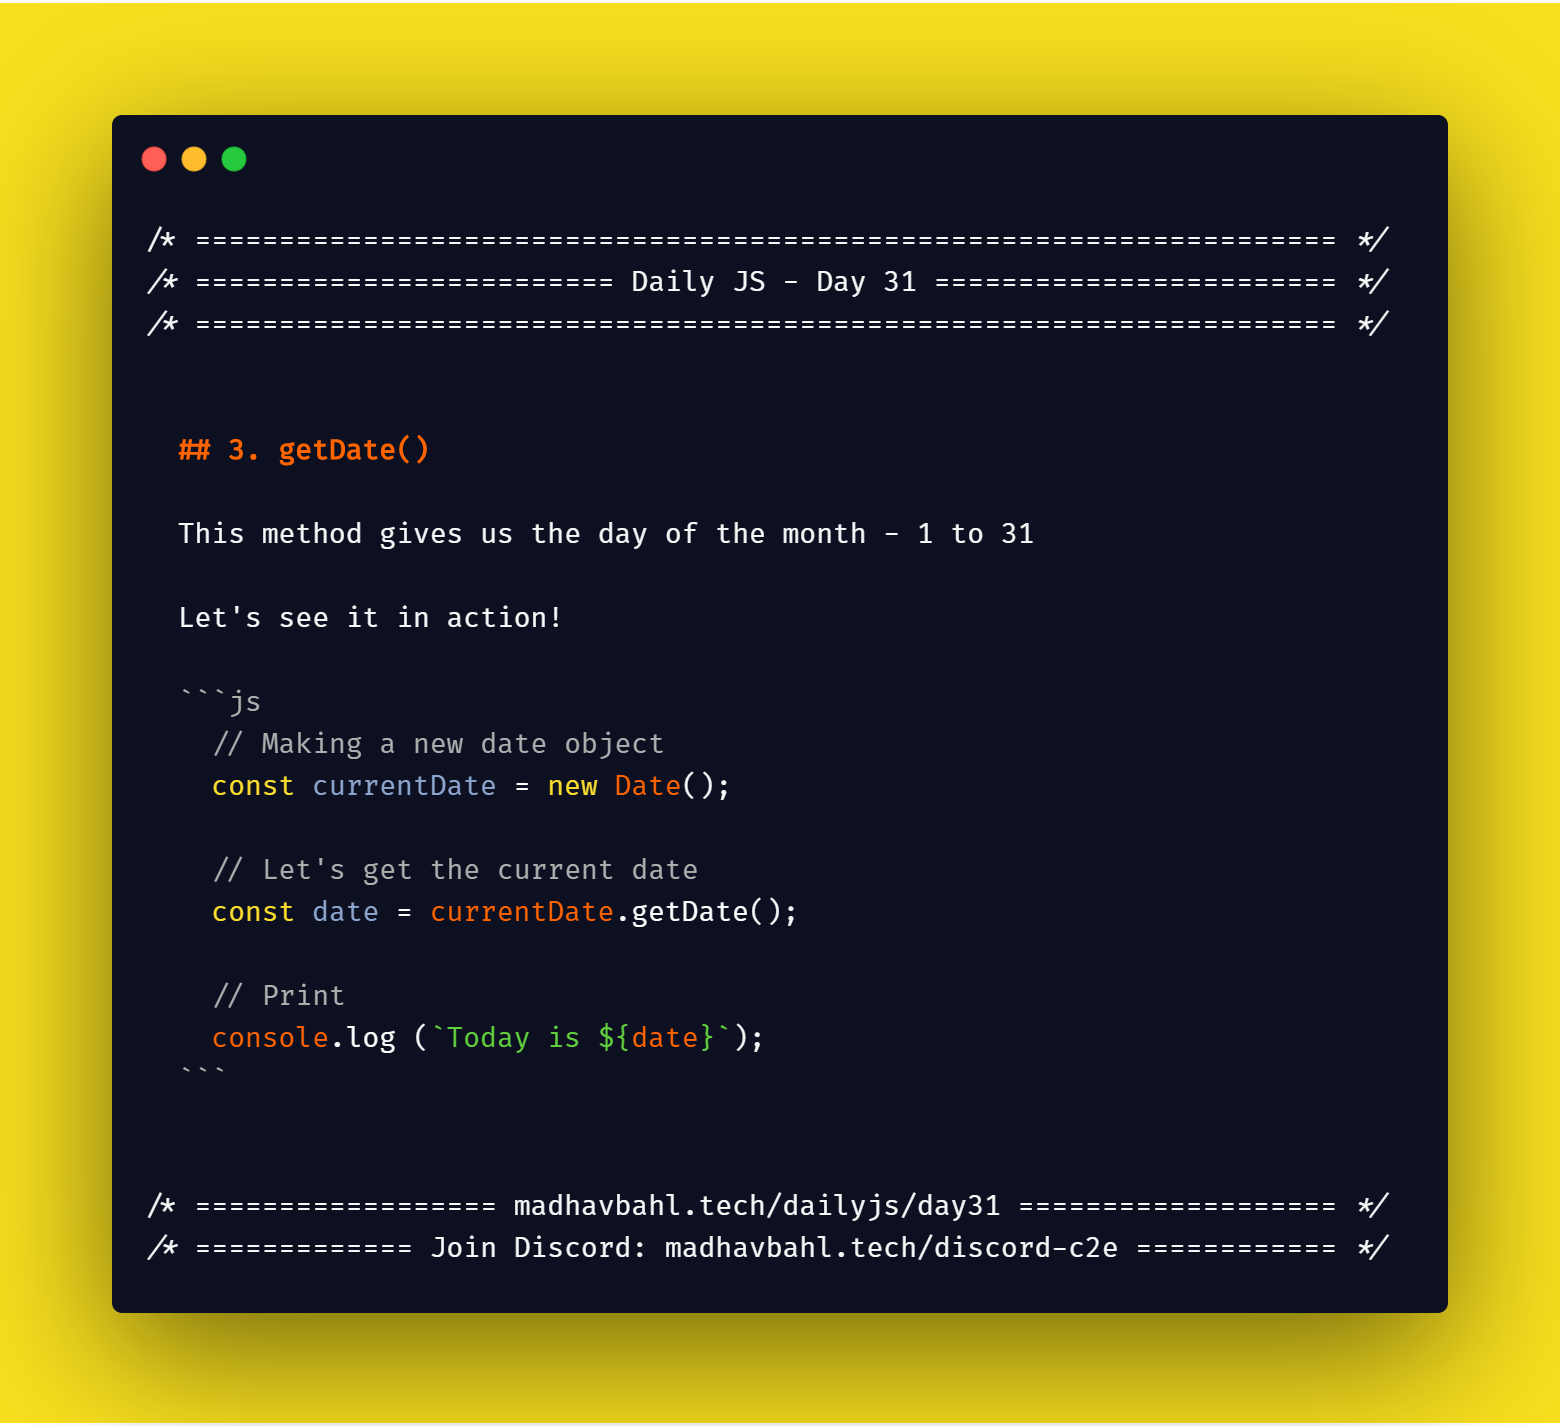 /* ==================================================================== */
/* ========================= Daily JS - Day 31 ======================== */
/* ==================================================================== */
## 3. getDate()
This method gives us the day of the month - 1 to 31
Let's see it in action!
```js
// Making a new date object
const currentDate = new Date();
// Let's get the current date
const date = currentDate.getDate();
// Print
console.log (`Today is ${date}`);
```
/* ================== madhavbahl.tech/dailyjs/day31 =================== */
/* ============= Join Discord: madhavbahl.tech/discord-c2e ============ */